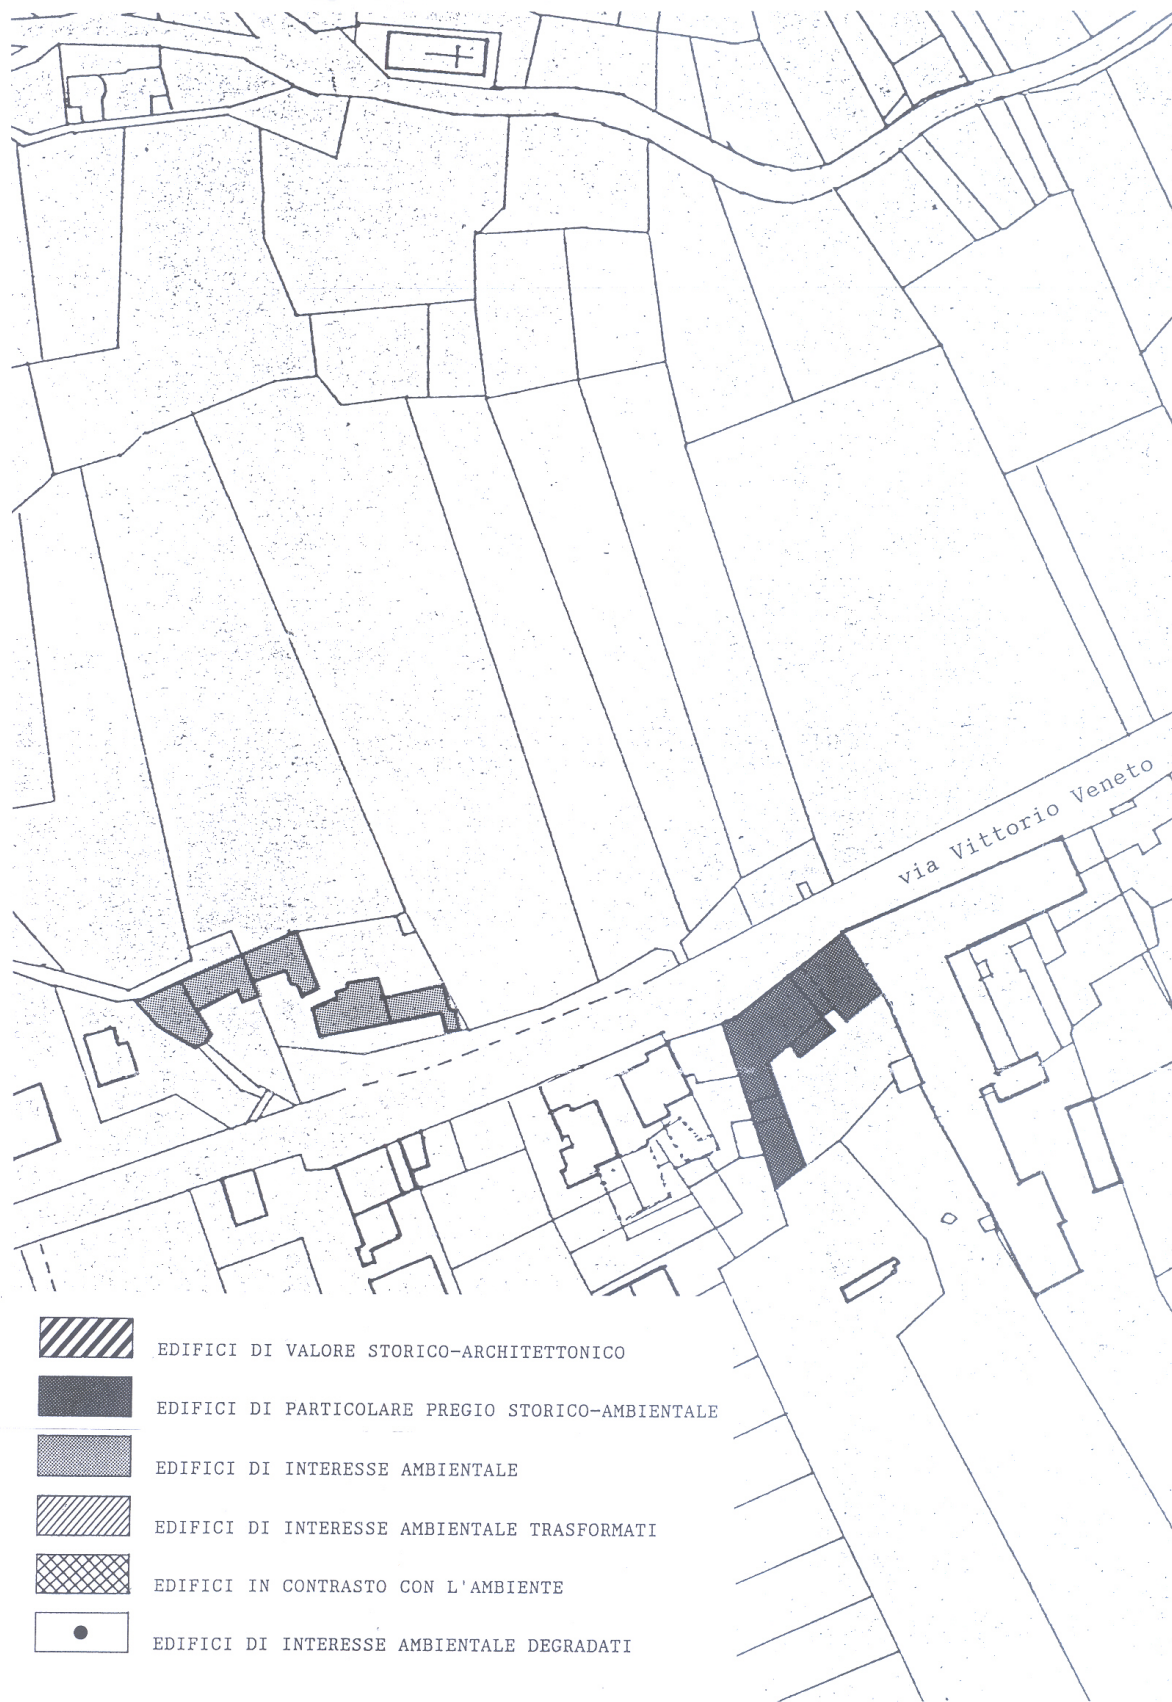 via Vittorio Veneto
EDIFICI DI VALORE STORICO-ARCHITETTONICO
EDIFICI DI PARTICOLARE PREGIO STORICO-AMBIENTALE
EDIFICI DI INTERESSE AMBIENTALE
EDIFICI DI INTERESSE AMBIENTALE TRASFORMATI
EDIFICI IN CONTRASTO CON L'AMBIENTE
EDIFICI DI INTERESSE AMBIENTALE DEGRADATI